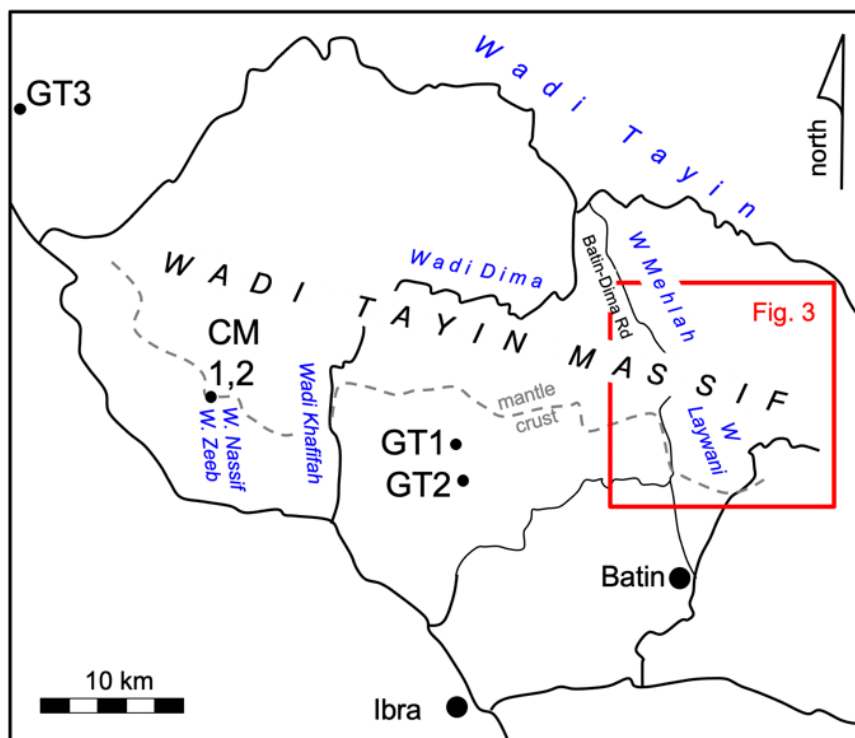 GT3
Wadi Tayin
north
Wadi Dima
Batin-Dima Rd
W Mehlah
Fig. 3
WADI TAYIN MASSIF
CM
1,2
W. Zeeb
W. Nassif
Wadi Khafifah
mantle
crust
GT1
GT2
W
Laywani
Batin
10 km
Ibra